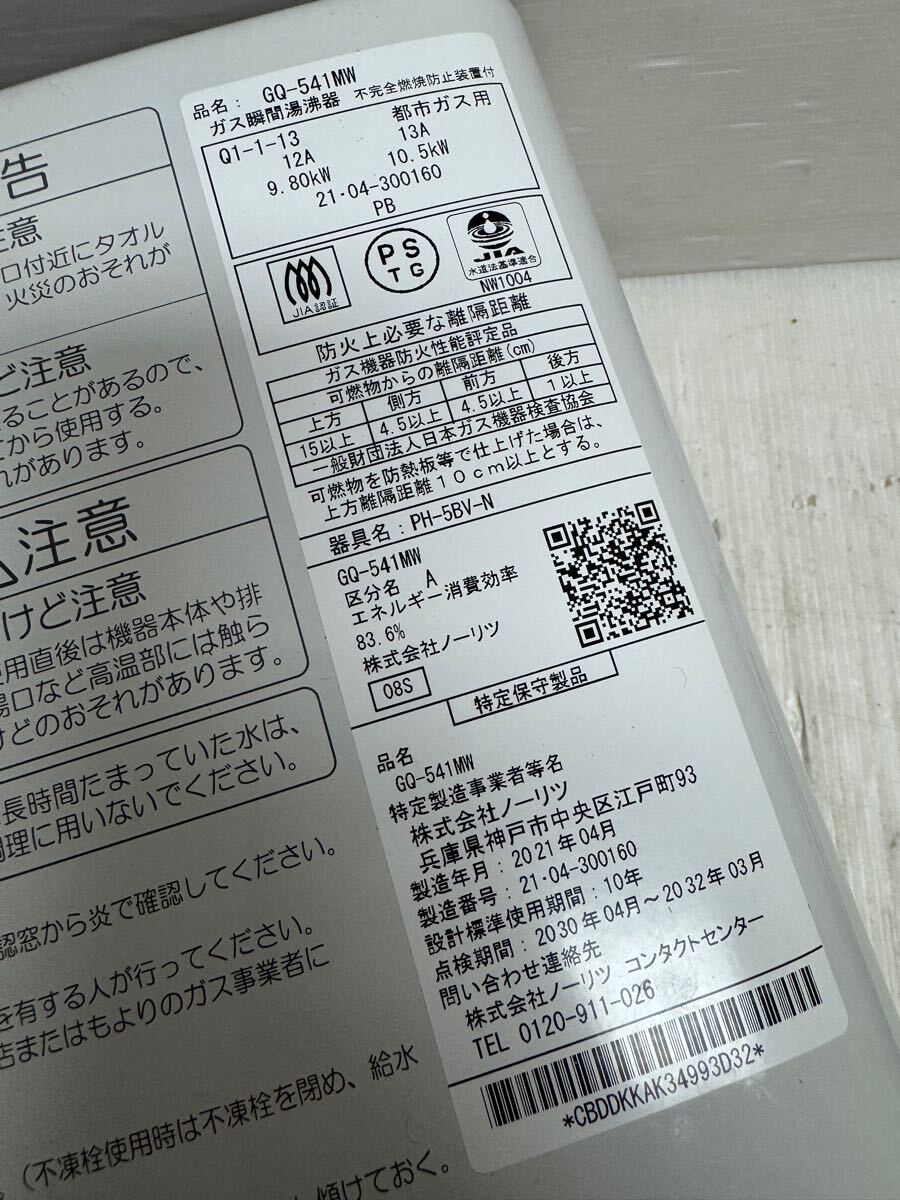 告
注意
口付近にタオル
火災のおそれが
ど注意
ることがあるので、
てから使用する。
れがあります。
注意
けど注意
使用直後は機器本体や排
湯口など高温部には触ら
けどのおそれがあります。
長時間たまっていた水は、
調理に用いないでください。
認窓から炎で確認してください。
を有する人が行ってください。
店またはもよりのガス事業者に
(不凍栓使用時は不凍栓を閉め、給水
傾けておく。
品名: GQ-541MW
ガス瞬間湯沸器 不完全燃焼防止装置付
Q1-1-13 都市ガス用
12A 13A
9.80kW 10.5kW
21・04-300160
PB
JIA認証
PS
TG
JIA
水道法基準適合
NW1004
防火上必要な離隔距離
ガス機器防火性能評定品
可燃物からの離隔距離(cm)
上方 側方 前方 後方
15以上 4.5以上 4.5以上 1以上
一般財団法人日本ガス機器検査協会
可燃物を防熱板等で仕上げた場合は、
上方離隔距離10cm以上とする。
器具名: PH-5BV-N
GQ-541MW
区分名 A
エネルギー消費効率
83.6%
株式会社ノーリツ
08S
特定保守製品
品名
GQ-541MW
特定製造事業者等名
株式会社ノーリツ
兵庫県神戸市中央区江戸町93
製造年月: 2021年04月
製造番号: 21・04-300160
設計標準使用期間: 10年
点検期間: 2030年04月~2032年03月
問い合わせ連絡先
株式会社ノーリツ コンタクトセンター
TEL 0120-911-026
*CBDDKKAK34993D32*